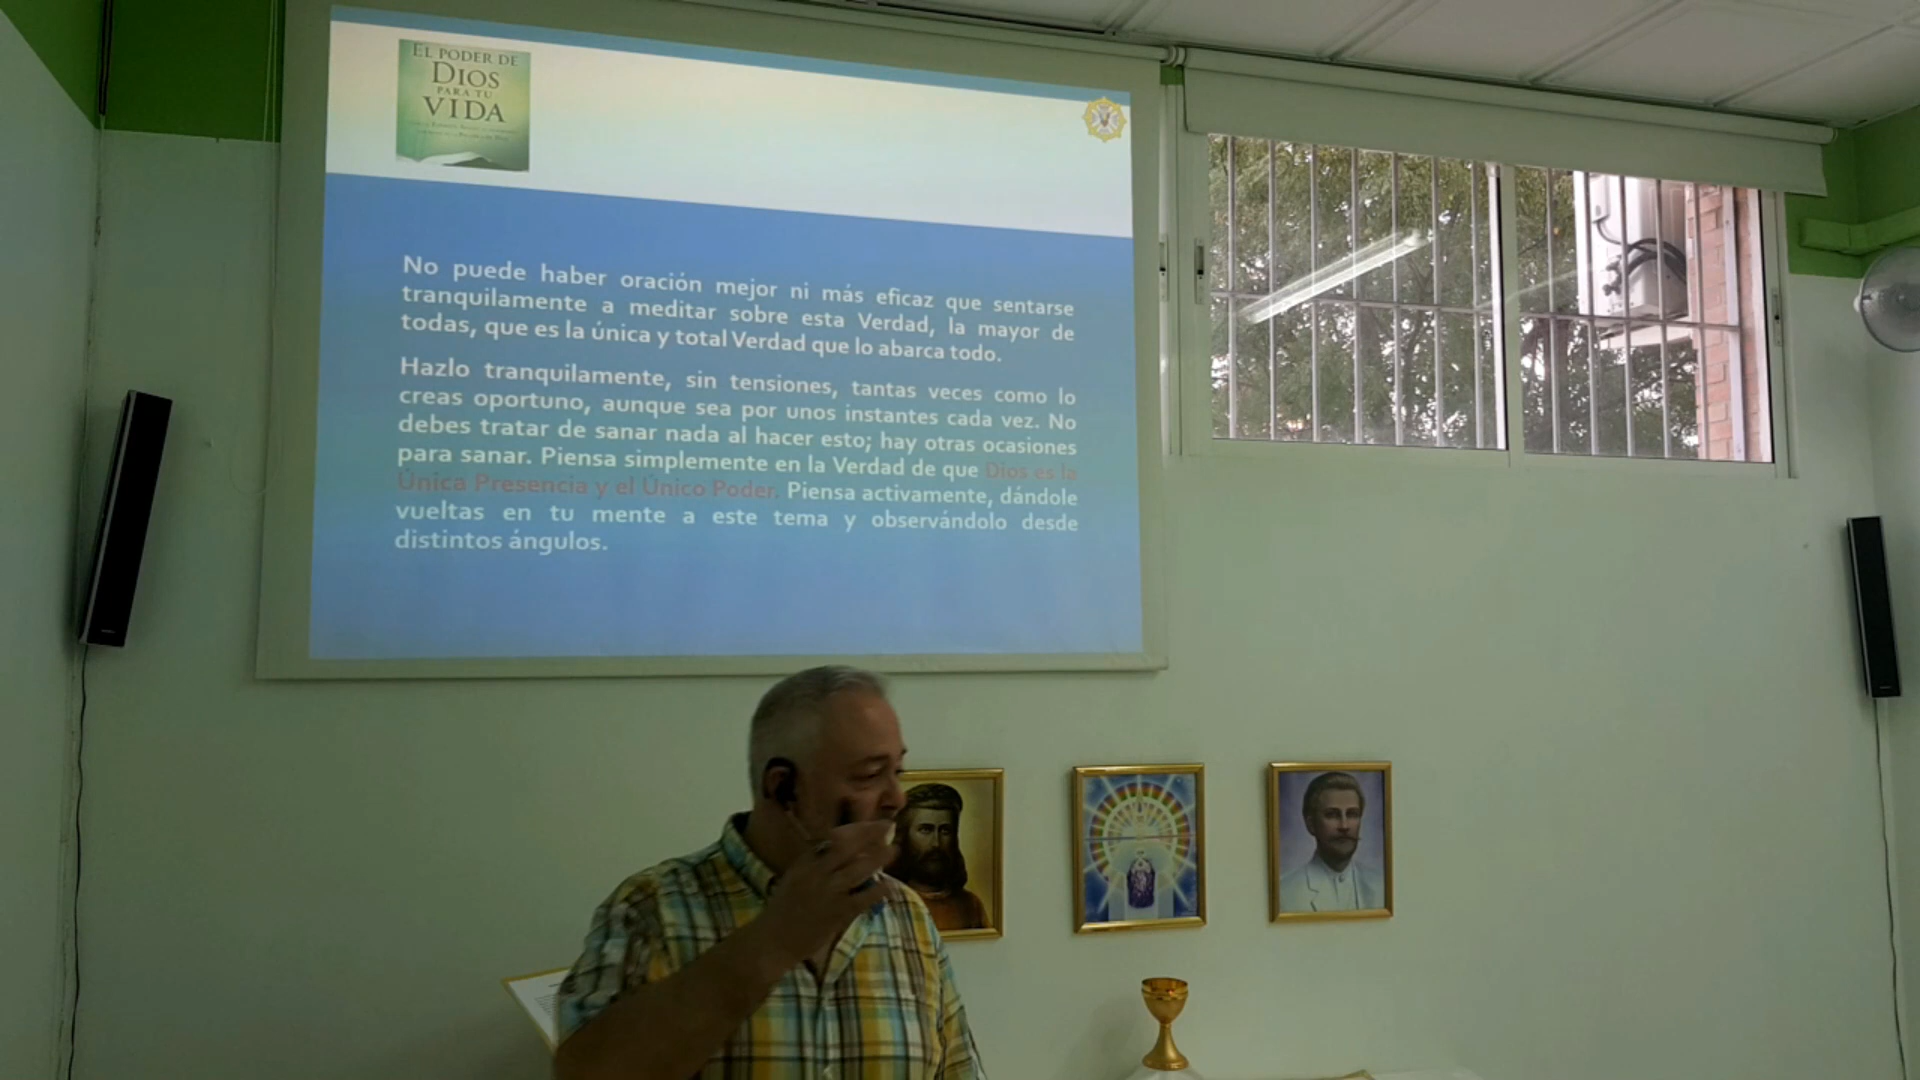 EL PODER DE
DIOS
PARA TU
VIDA
No puede haber oración mejor ni más eficaz que sentarse
tranquilamente a meditar sobre esta Verdad, la mayor de
todas, que es la única y total Verdad que lo abarca todo.
Hazlo tranquilamente, sin tensiones, tantas veces como lo
creas oportuno, aunque sea por unos instantes cada vez. No
debes tratar de sanar nada al hacer esto; hay otras ocasiones
para sanar. Piensa simplemente en la Verdad de que Dios es la
Única Presencia y el Único Poder. Piensa activamente, dándole
vueltas en tu mente a este tema y observándolo desde
distintos ángulos.